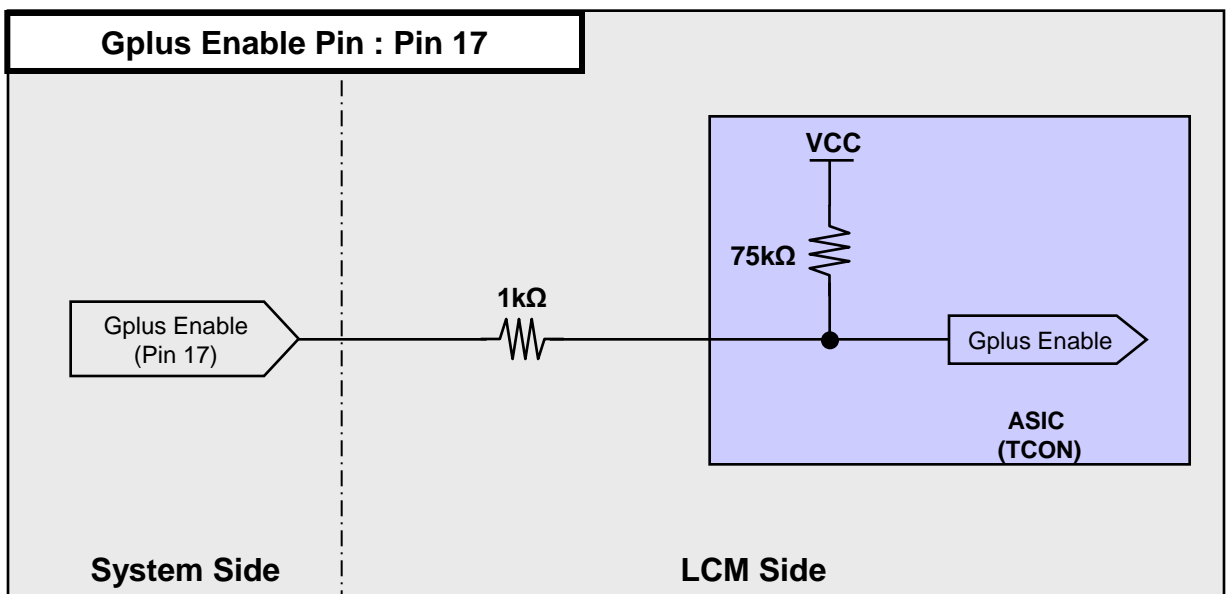 Gplus Enable Pin : Pin 17
VCC
75kΩ
1kΩ
Gplus Enable
(Pin 17)
Gplus Enable
ASIC
(TCON)
System Side
LCM Side